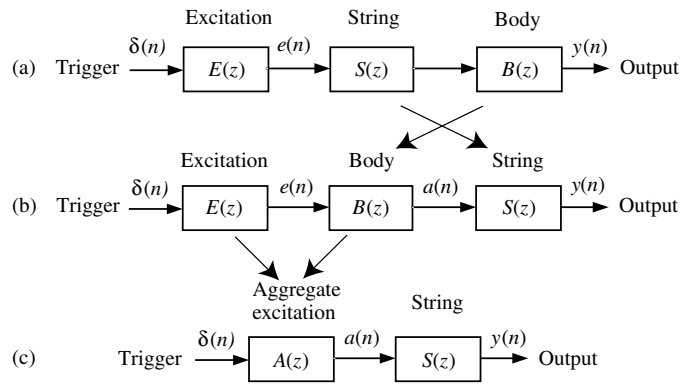 Excitation String Body
δ(n) e(n) y(n)
(a) Trigger E(z) S(z) B(z) Output
Excitation Body String
δ(n) e(n) a(n) y(n)
(b) Trigger E(z) B(z) S(z) Output
Aggregate
excitation String
δ(n) a(n) y(n)
(c) Trigger A(z) S(z) Output